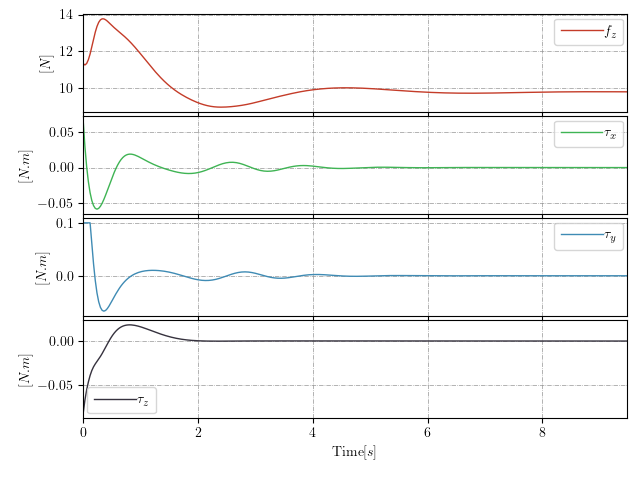 14
12
10
[N]
f_z
0.05
0.00
−0.05
[N.m]
τ_x
0.1
0.0
[N.m]
τ_y
0.00
−0.05
[N.m]
τ_z
0 2 4 6 8
Time[s]